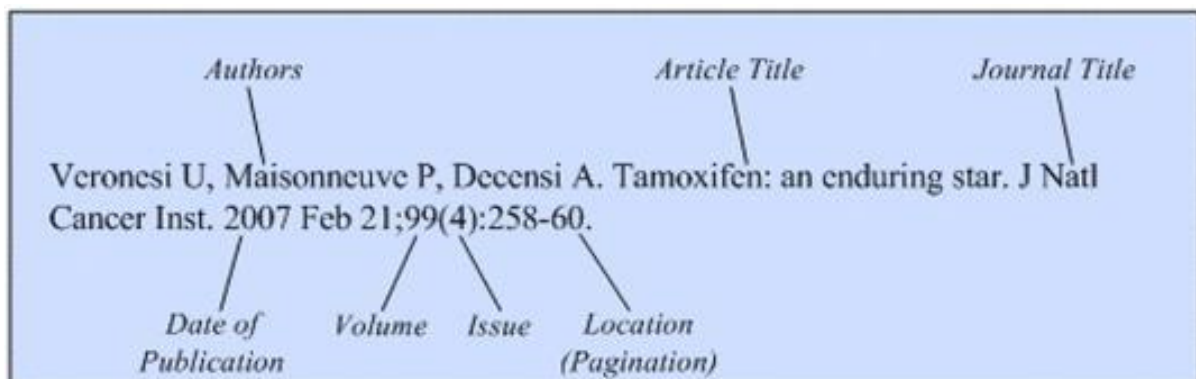 Authors Article Title Journal Title
Veronesi U, Maisonneuve P, Decensi A. Tamoxifen: an enduring star. J Natl
Cancer Inst. 2007 Feb 21;99(4):258-60.
Date of Volume Issue Location
Publication (Pagination)